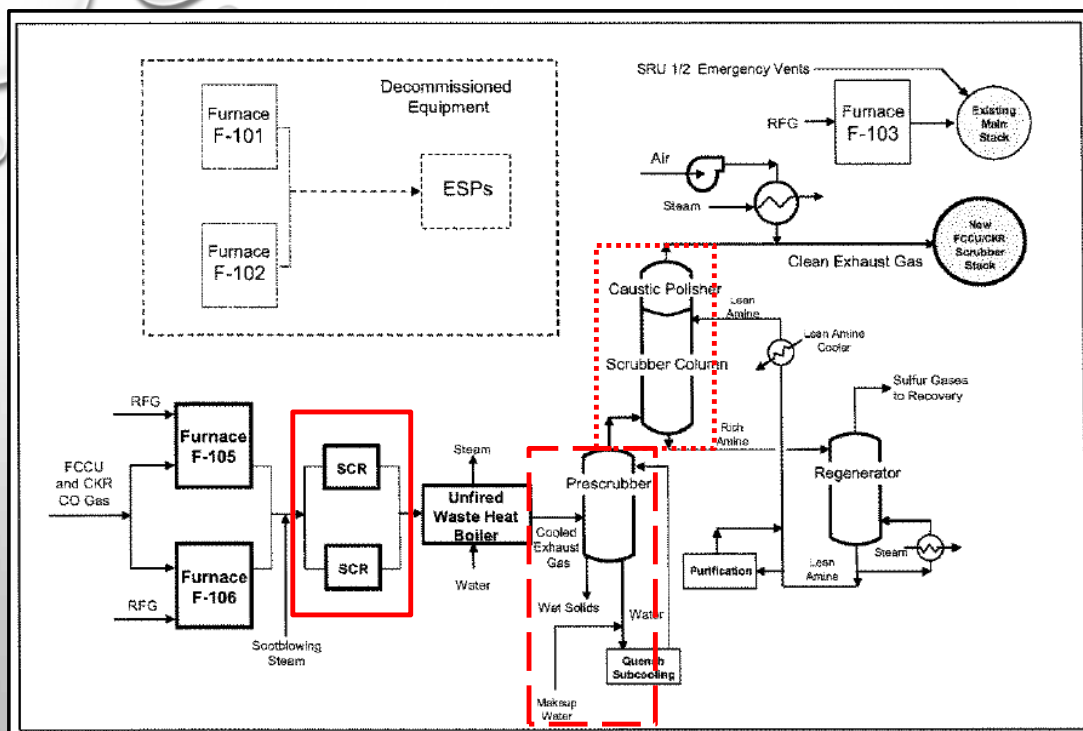 Decommissioned
Equipment
Furnace
F-101
ESPs
Furnace
F-102
SRU 1/2 Emergency Vents
RFG
Furnace
F-103
Existing
Main
Stack
Air
Steam
New
FCCU/CKR
Scrubber
Stack
Clean Exhaust Gas
Caustic Polisher
Lean
Amine
Lean Amine
Cooler
Scrubber Column
Sulfur Gases
to Recovery
Rich
Amine
Regenerator
RFG
Furnace
F-105
FCCU
and CKR
CO Gas
SCR
Steam
Unfired
Waste Heat
Boiler
Prescrubber
Cooled
Exhaust
Gas
Furnace
F-106
SCR
RFG
Water
Sootblowing
Steam
Wet Solids
Water
Quench
Subcooling
Makeup
Water
Purification
Lean
Amine
Steam